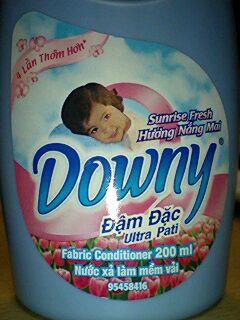 4 Lần Thơm Hơn*
Sunrise Fresh
Hương Nắng Mai
Downy®
Đậm Đặc
Ultra Pati
Fabric Conditioner 200 ml
Nước xả làm mềm vải
95458416